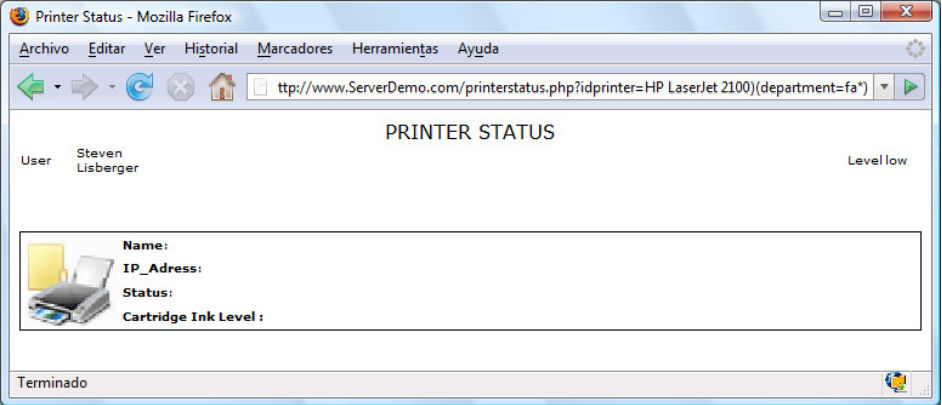 Printer Status - Mozilla Firefox
Archivo Editar Ver Historial Marcadores Herramientas Ayuda
ttp://www.ServerDemo.com/printerstatus.php?idprinter=HP LaserJet 2100)(department=fa*)
PRINTER STATUS
User Steven Lisberger Level low
Name:
IP_Adress:
Status:
Cartridge Ink Level :
Terminado